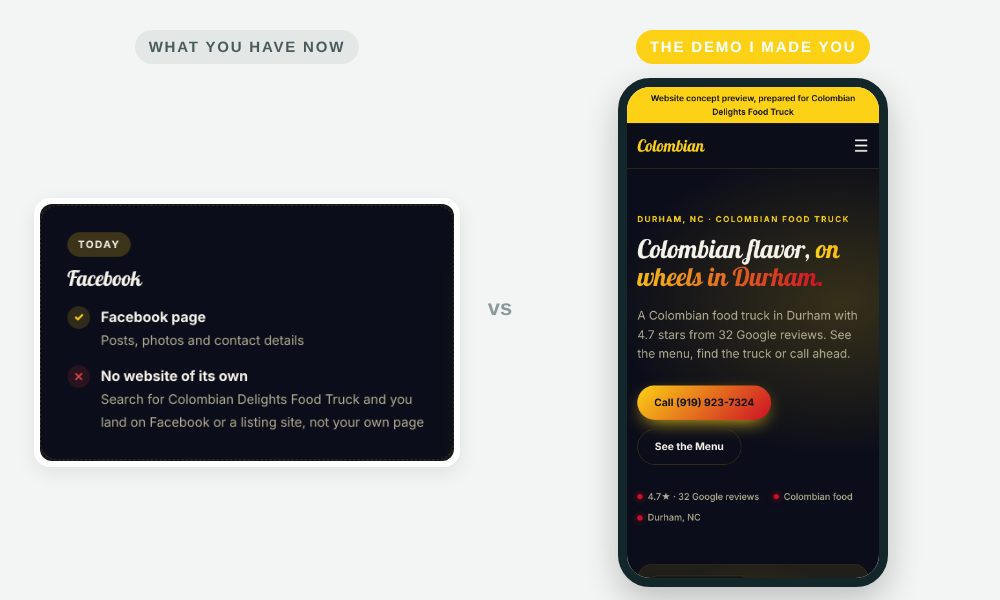 WHAT YOU HAVE NOW
TODAY
Facebook
Facebook page
Posts, photos and contact details
No website of its own
Search for Colombian Delights Food Truck and you
land on Facebook or a listing site, not your own page
vs
THE DEMO I MADE YOU
Website concept preview, prepared for Colombian
Delights Food Truck
Colombian
DURHAM, NC · COLOMBIAN FOOD TRUCK
Colombian flavor, on
wheels in Durham.
A Colombian food truck in Durham with
4.7 stars from 32 Google reviews. See
the menu, find the truck or call ahead.
Call (919) 923-7324
See the Menu
4.7★ · 32 Google reviews
Colombian food
Durham, NC